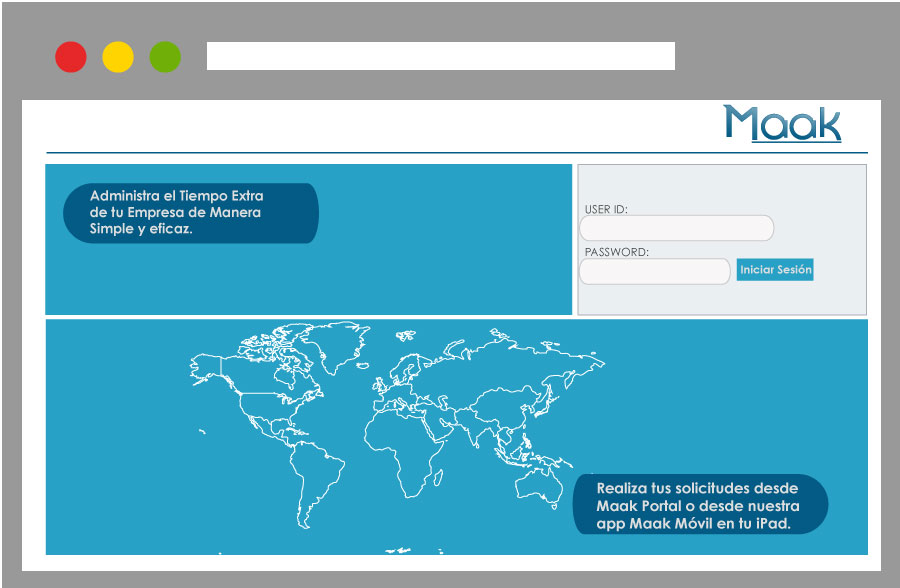 Maak
Administra el Tiempo Extra
de tu Empresa de Manera
Simple y eficaz.
USER ID:
PASSWORD:
Iniciar Sesión
Realiza tus solicitudes desde
Maak Portal o desde nuestra
app Maak Móvil en tu iPad.